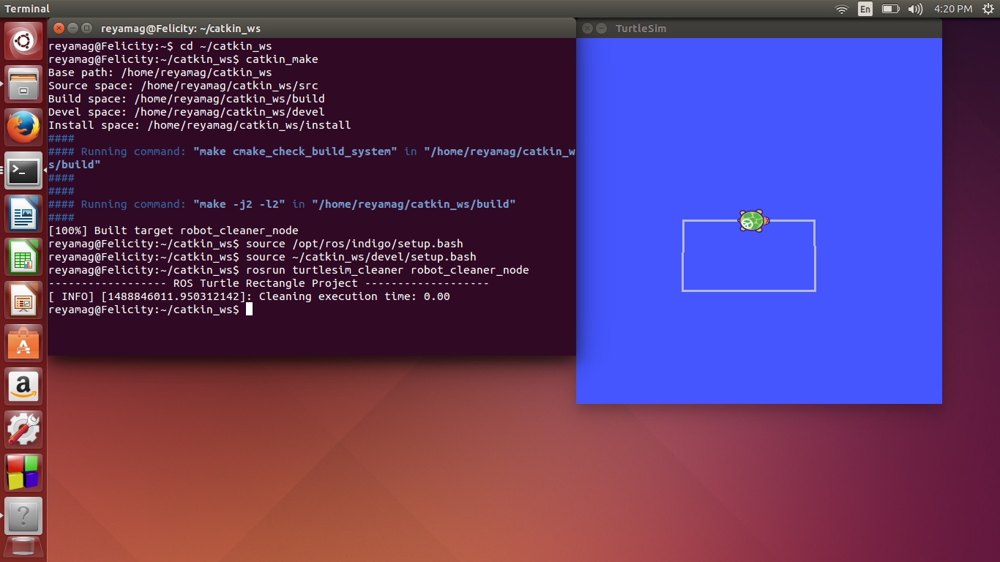 Terminal
En
4:20 PM
reyamag@Felicity: ~/catkin_ws
TurtleSim
reyamag@Felicity:~$ cd ~/catkin_ws
reyamag@Felicity:~/catkin_ws$ catkin_make
Base path: /home/reyamag/catkin_ws
Source space: /home/reyamag/catkin_ws/src
Build space: /home/reyamag/catkin_ws/build
Devel space: /home/reyamag/catkin_ws/devel
Install space: /home/reyamag/catkin_ws/install
####
#### Running command: "make cmake_check_build_system" in "/home/reyamag/catkin_w
s/build"
####
####
#### Running command: "make -j2 -l2" in "/home/reyamag/catkin_ws/build"
####
[100%] Built target robot_cleaner_node
reyamag@Felicity:~/catkin_ws$ source /opt/ros/indigo/setup.bash
reyamag@Felicity:~/catkin_ws$ source ~/catkin_ws/devel/setup.bash
reyamag@Felicity:~/catkin_ws$ rosrun turtlesim_cleaner robot_cleaner_node
------------------ ROS Turtle Rectangle Project -------------------
[ INFO] [1488846011.950312142]: Cleaning execution time: 0.00
reyamag@Felicity:~/catkin_ws$
>_
A
a
?